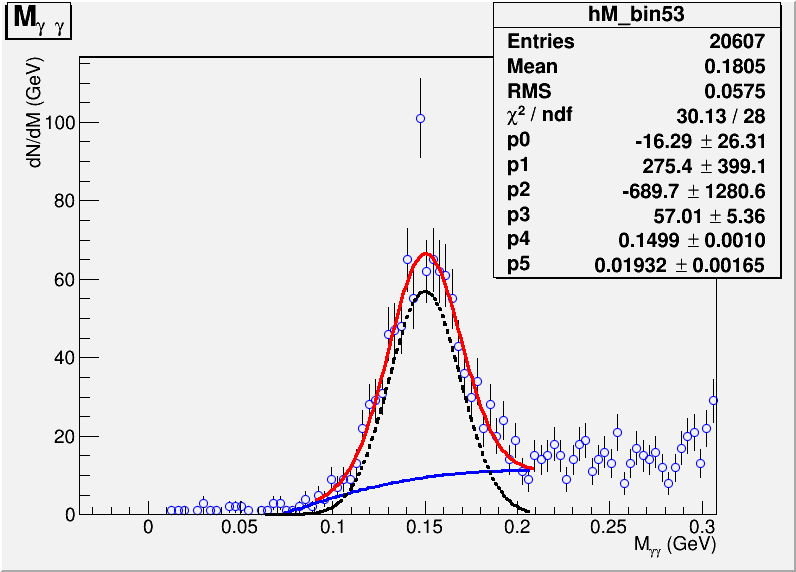 M_γγ
hM_bin53
Entries 20607
Mean 0.1805
RMS 0.0575
χ² / ndf 30.13 / 28
p0 -16.29 ± 26.31
p1 275.4 ± 399.1
p2 -689.7 ± 1280.6
p3 57.01 ± 5.36
p4 0.1499 ± 0.0010
p5 0.01932 ± 0.00165
dN/dM (GeV)
100
80
60
40
20
0
0 0.05 0.1 0.15 0.2 0.25 0.3
M_γγ (GeV)